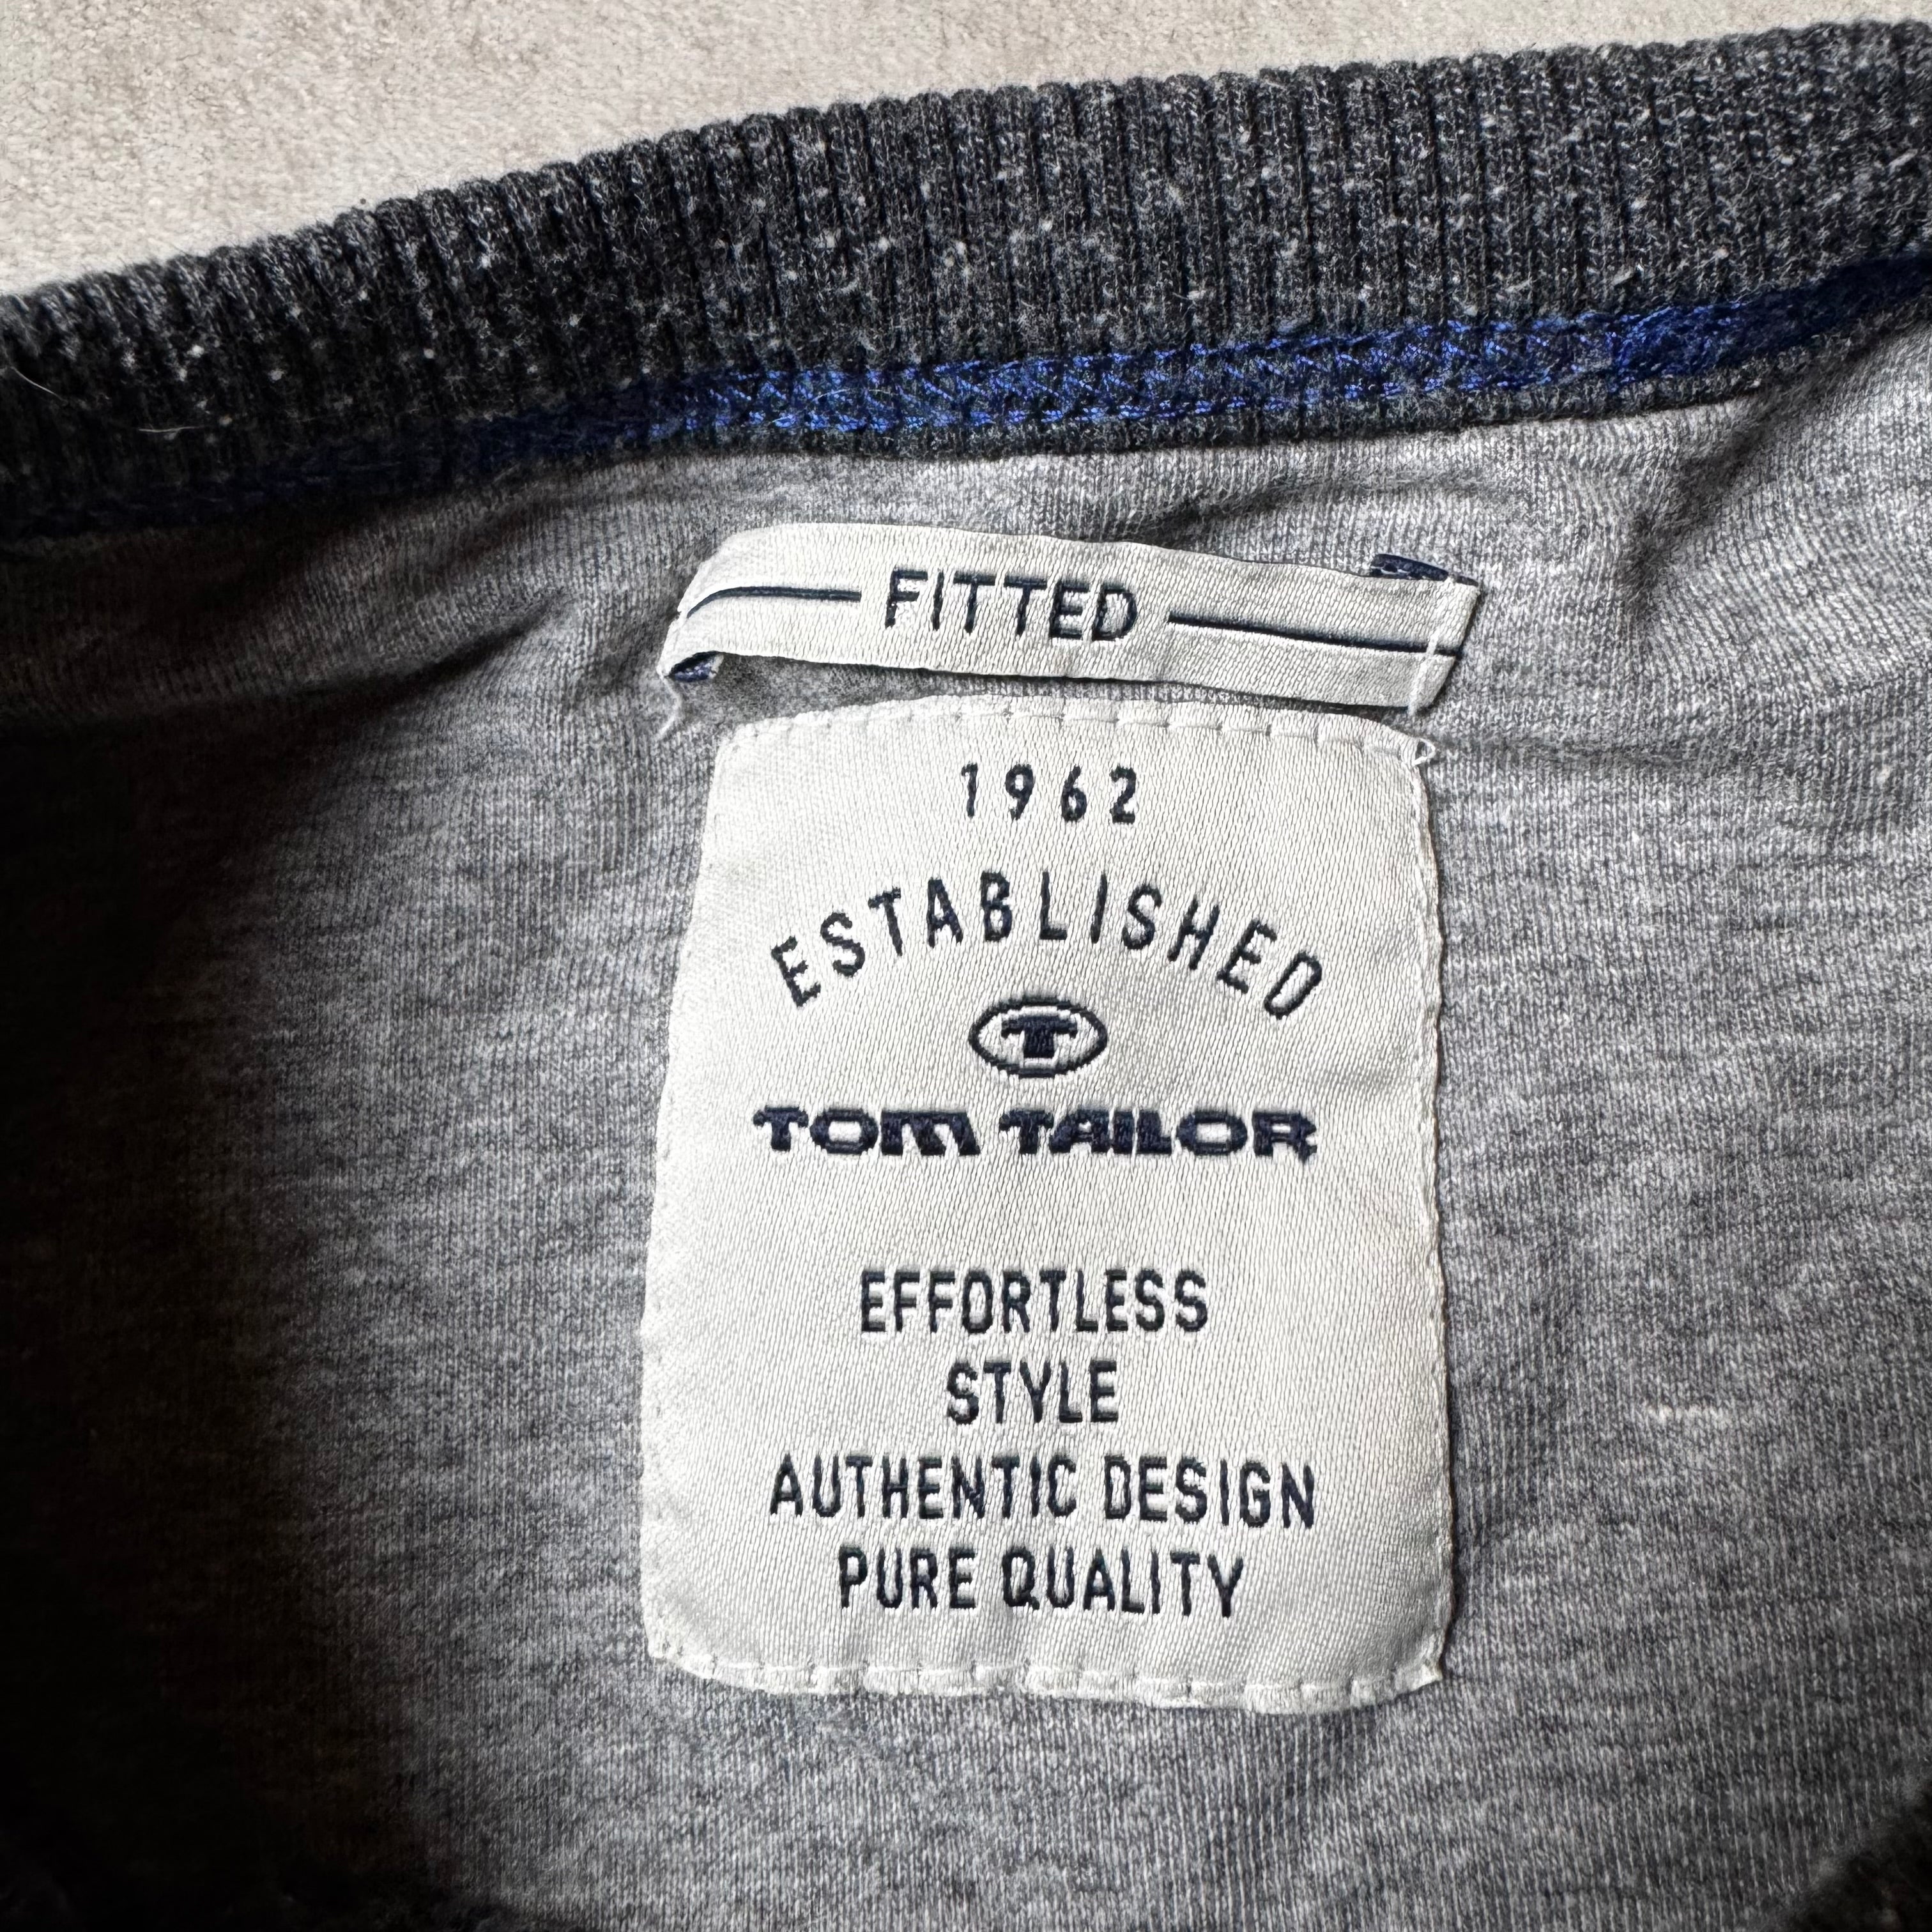 FITTED
1962
ESTABLISHED
T
TOM TAILOR
EFFORTLESS
STYLE
AUTHENTIC DESIGN
PURE QUALITY